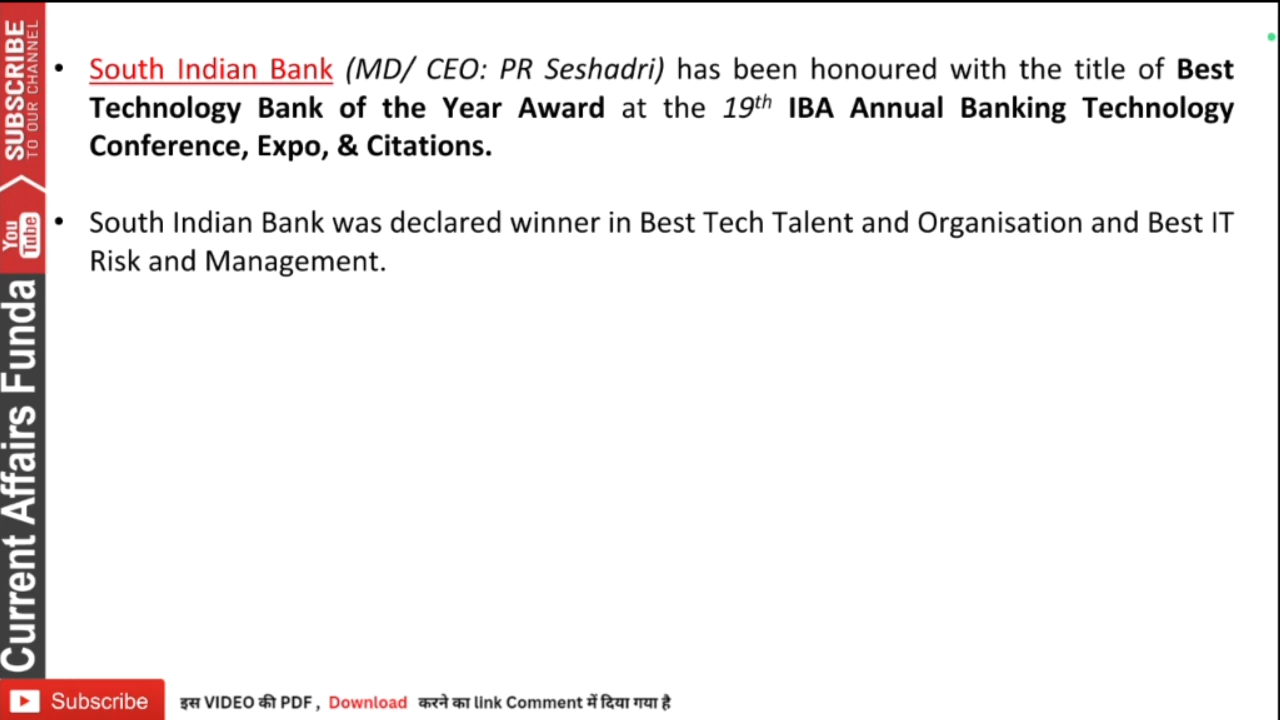 SUBSCRIBE
TO OUR CHANNEL
You
Tube
Current Affairs Funda
• South Indian Bank (MD/ CEO: PR Seshadri) has been honoured with the title of Best
Technology Bank of the Year Award at the 19th IBA Annual Banking Technology
Conference, Expo, & Citations.
• South Indian Bank was declared winner in Best Tech Talent and Organisation and Best IT
Risk and Management.
Subscribe
इस VIDEO की PDF , Download करने का link Comment में दिया गया है